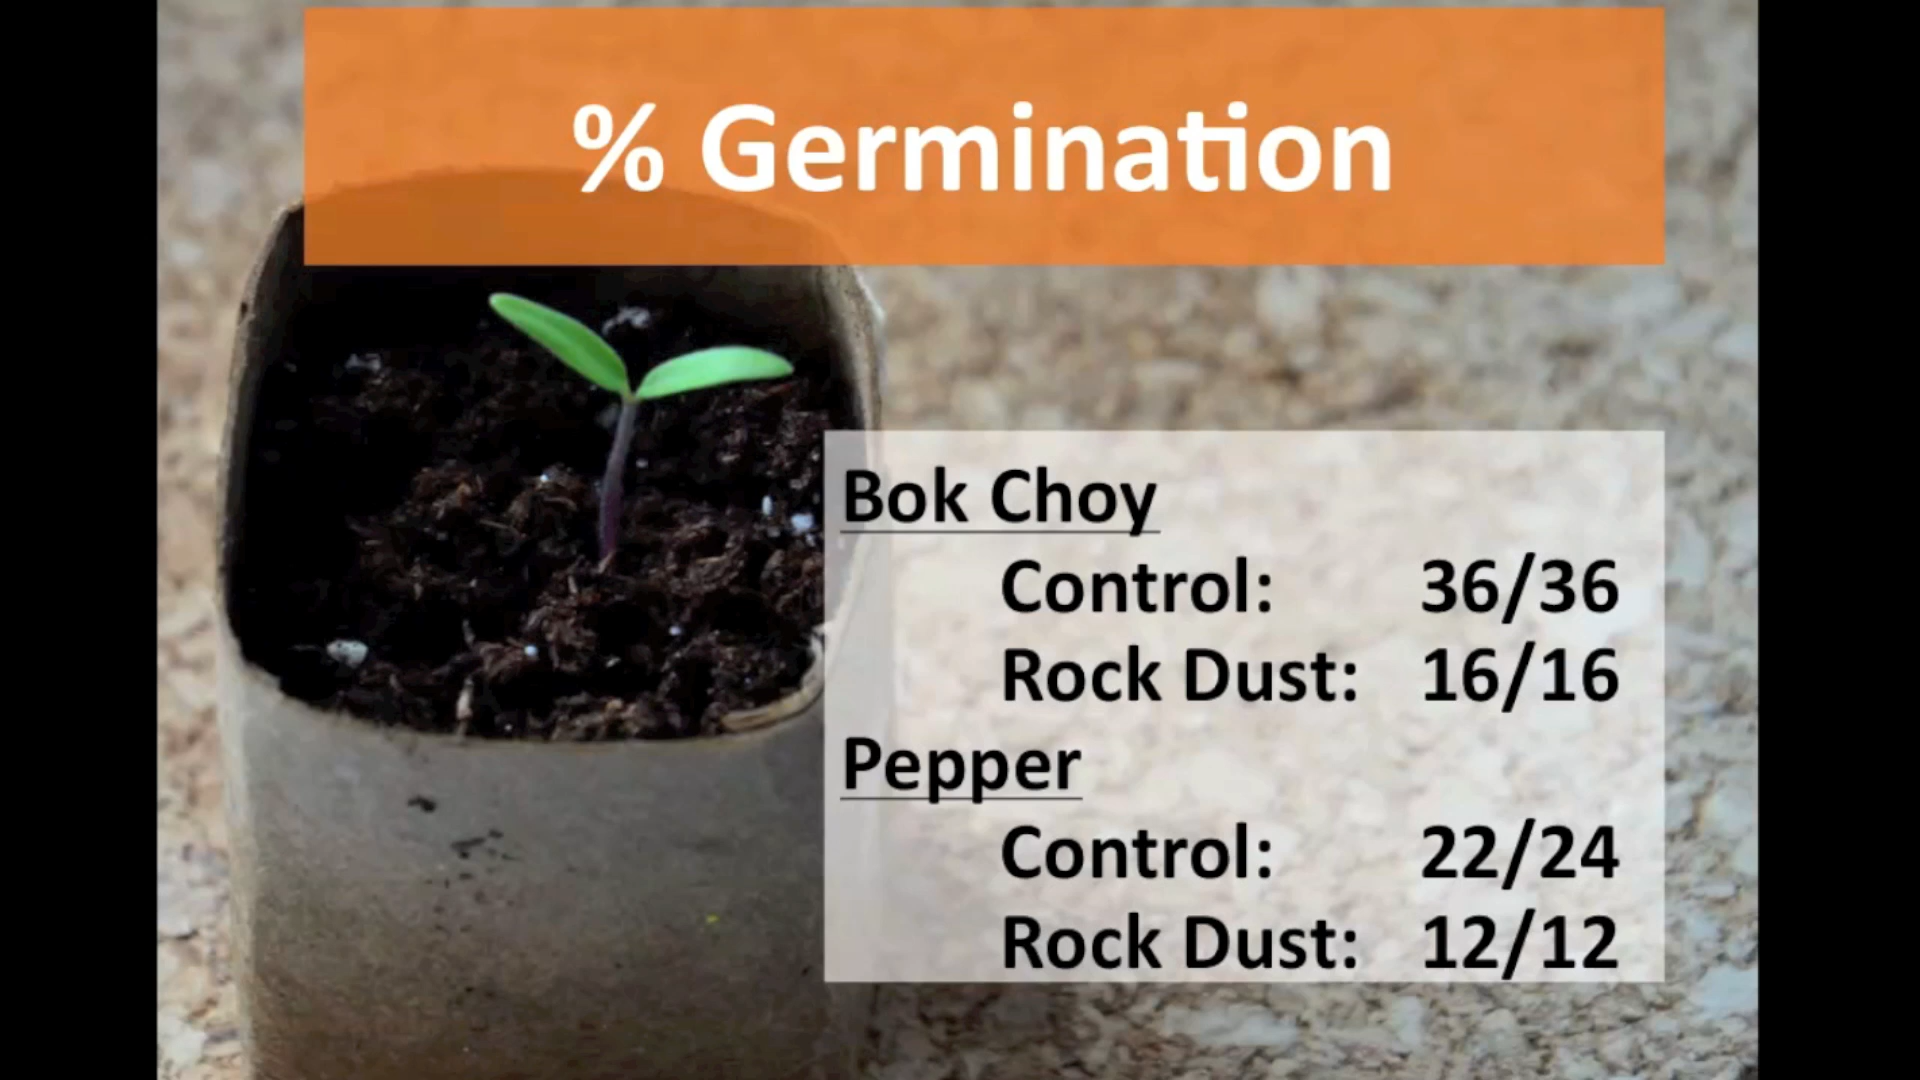 % Germination
Bok Choy
Control: 36/36
Rock Dust: 16/16
Pepper
Control: 22/24
Rock Dust: 12/12